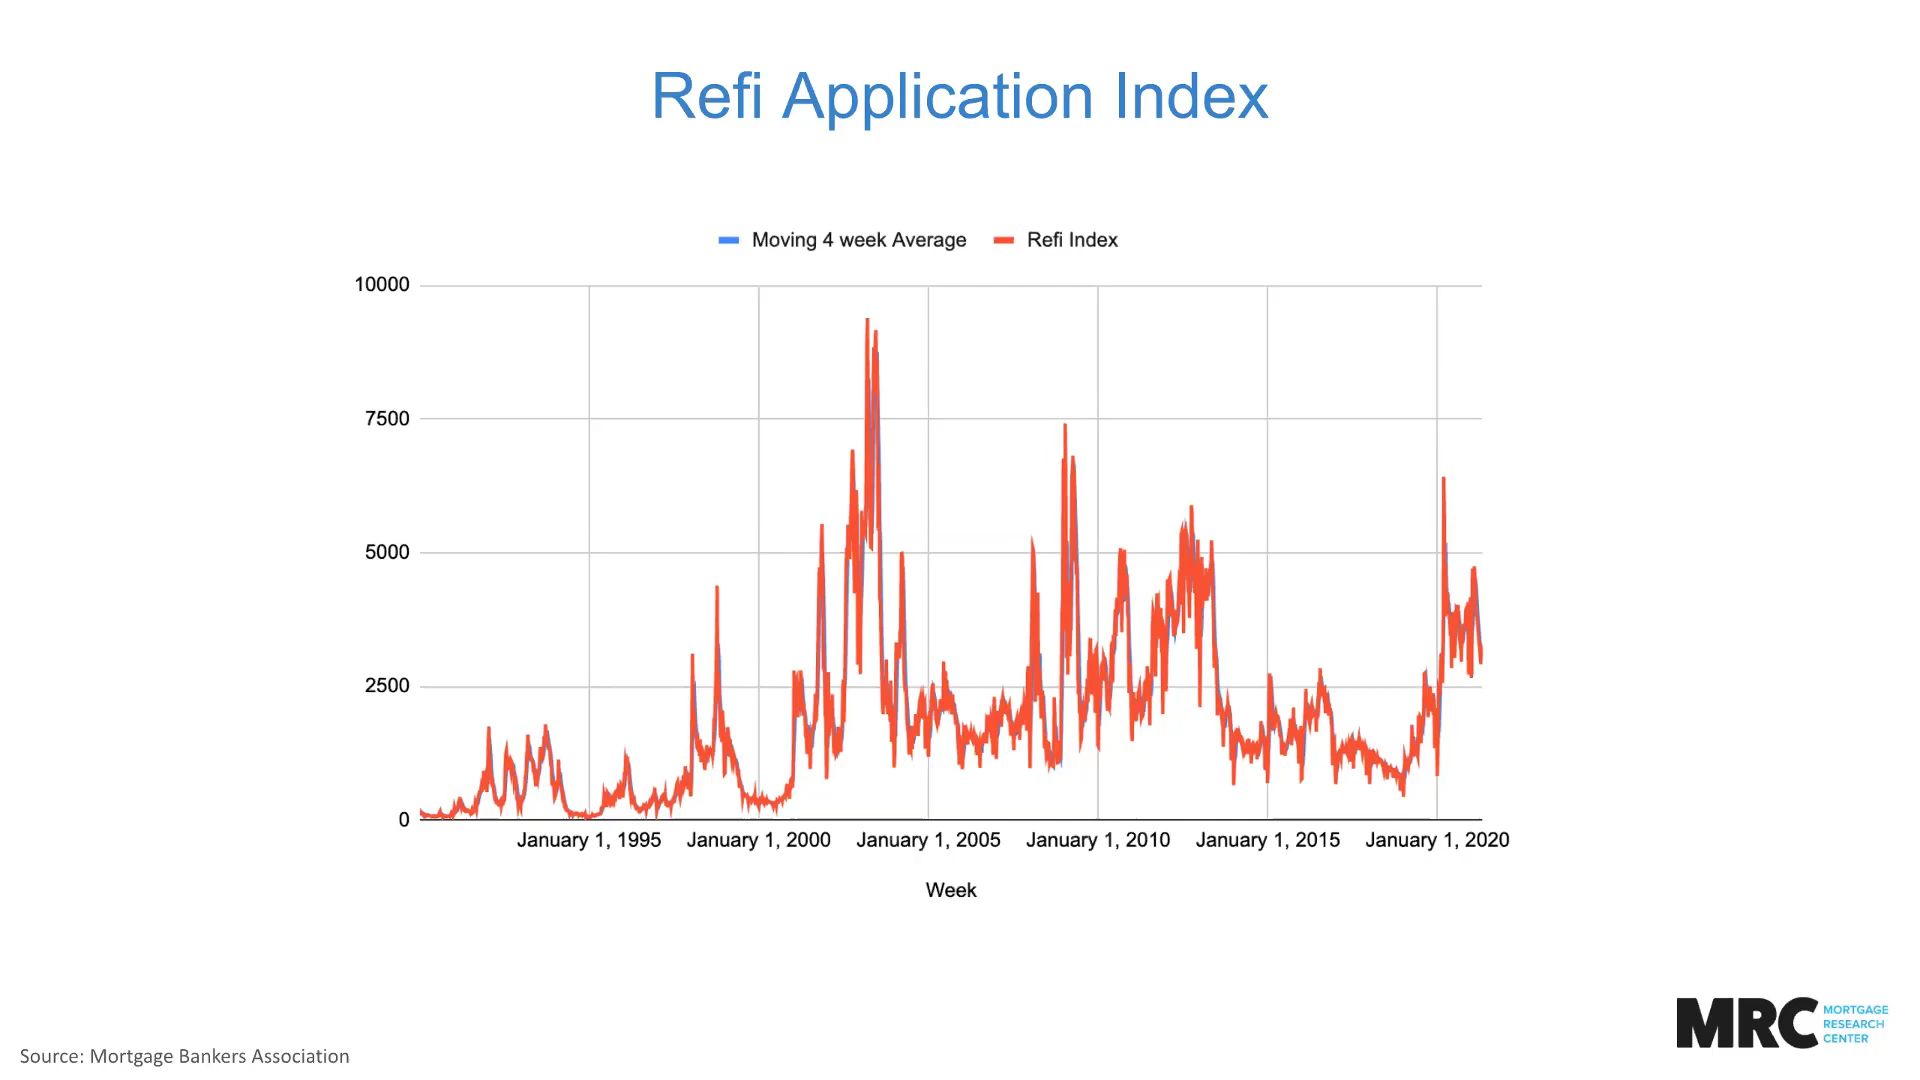 Refi Application Index
Moving 4 week Average Refi Index
10000
7500
5000
2500
0
January 1, 1995 January 1, 2000 January 1, 2005 January 1, 2010 January 1, 2015 January 1, 2020
Week
MRC MORTGAGE
RESEARCH
CENTER
Source: Mortgage Bankers Association